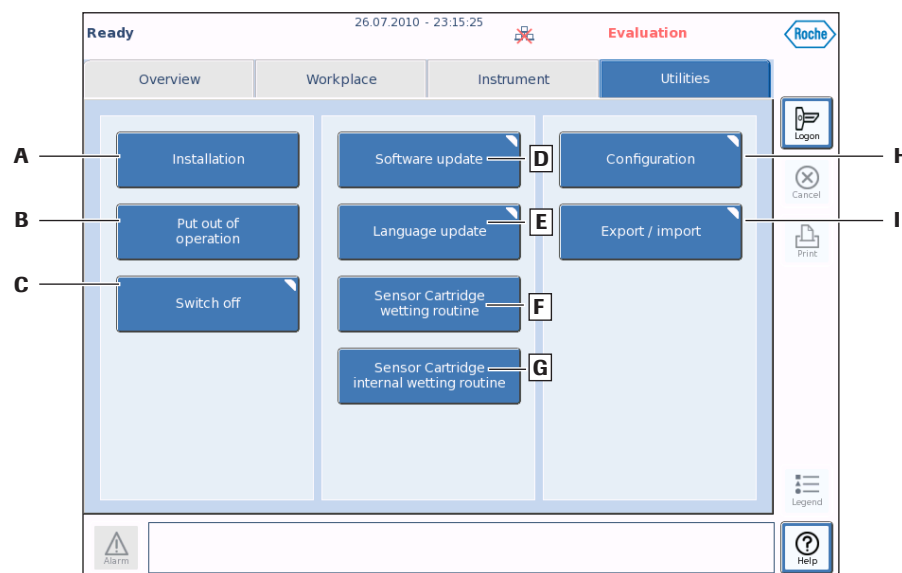 Ready
26.07.2010 - 23:15:25
Evaluation
Roche
Overview
Workplace
Instrument
Utilities
Logon
A
Installation
Software update
D
Configuration
H
Cancel
B
Put out of
operation
Language update
E
Export / import
I
Print
C
Switch off
Sensor Cartridge
wetting routine
F
Sensor Cartridge
internal wetting routine
G
Legend
Alarm
Help